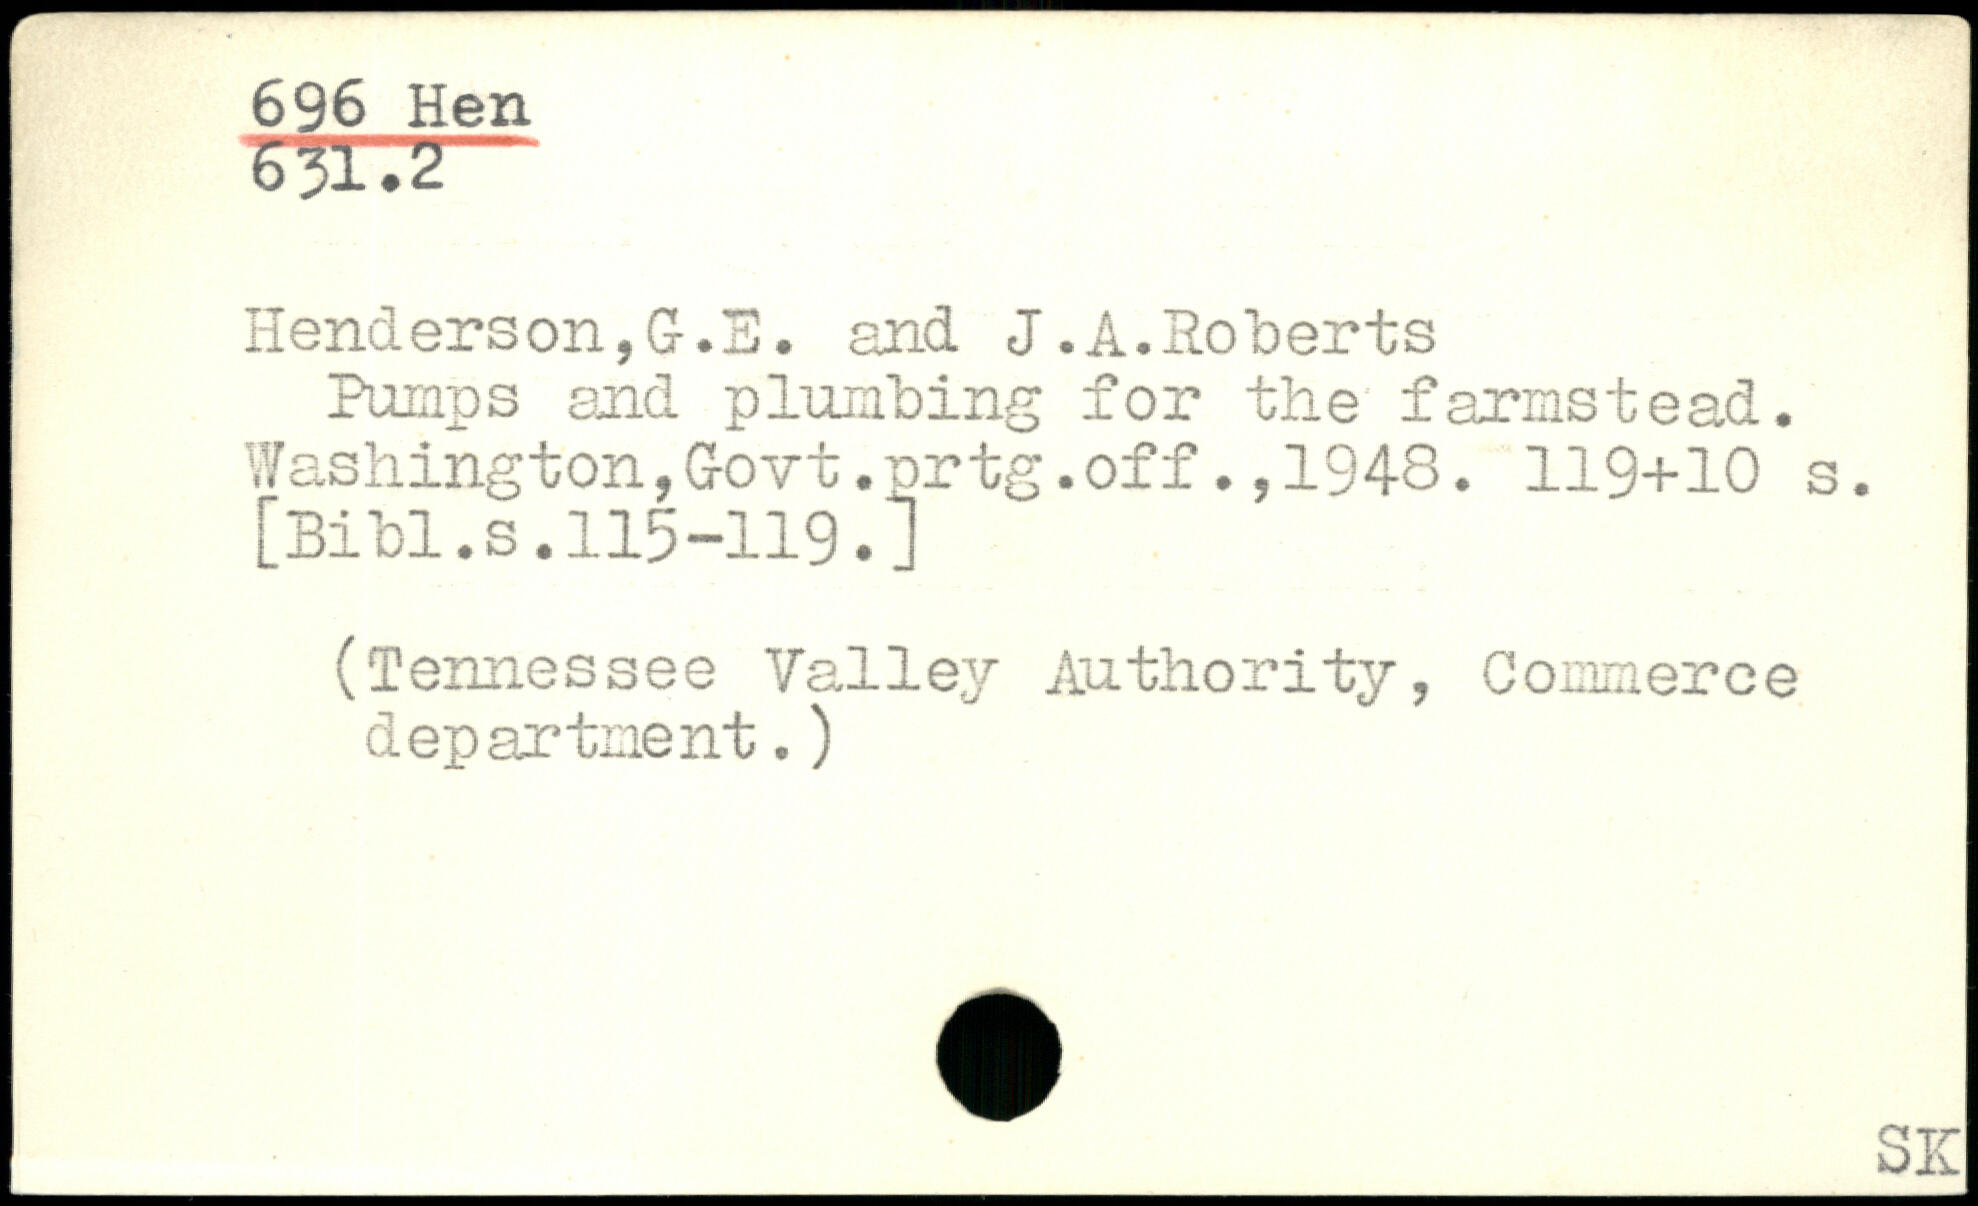 696 Hen
631.2
Henderson,G.E. and J.A.Roberts
Pumps and plumbing for the farmstead.
Washington,Govt.prtg.off.,1948. 119+10 s.
[Bibl.s.115-119.]
(Tennessee Valley Authority, Commerce
department.)
SK